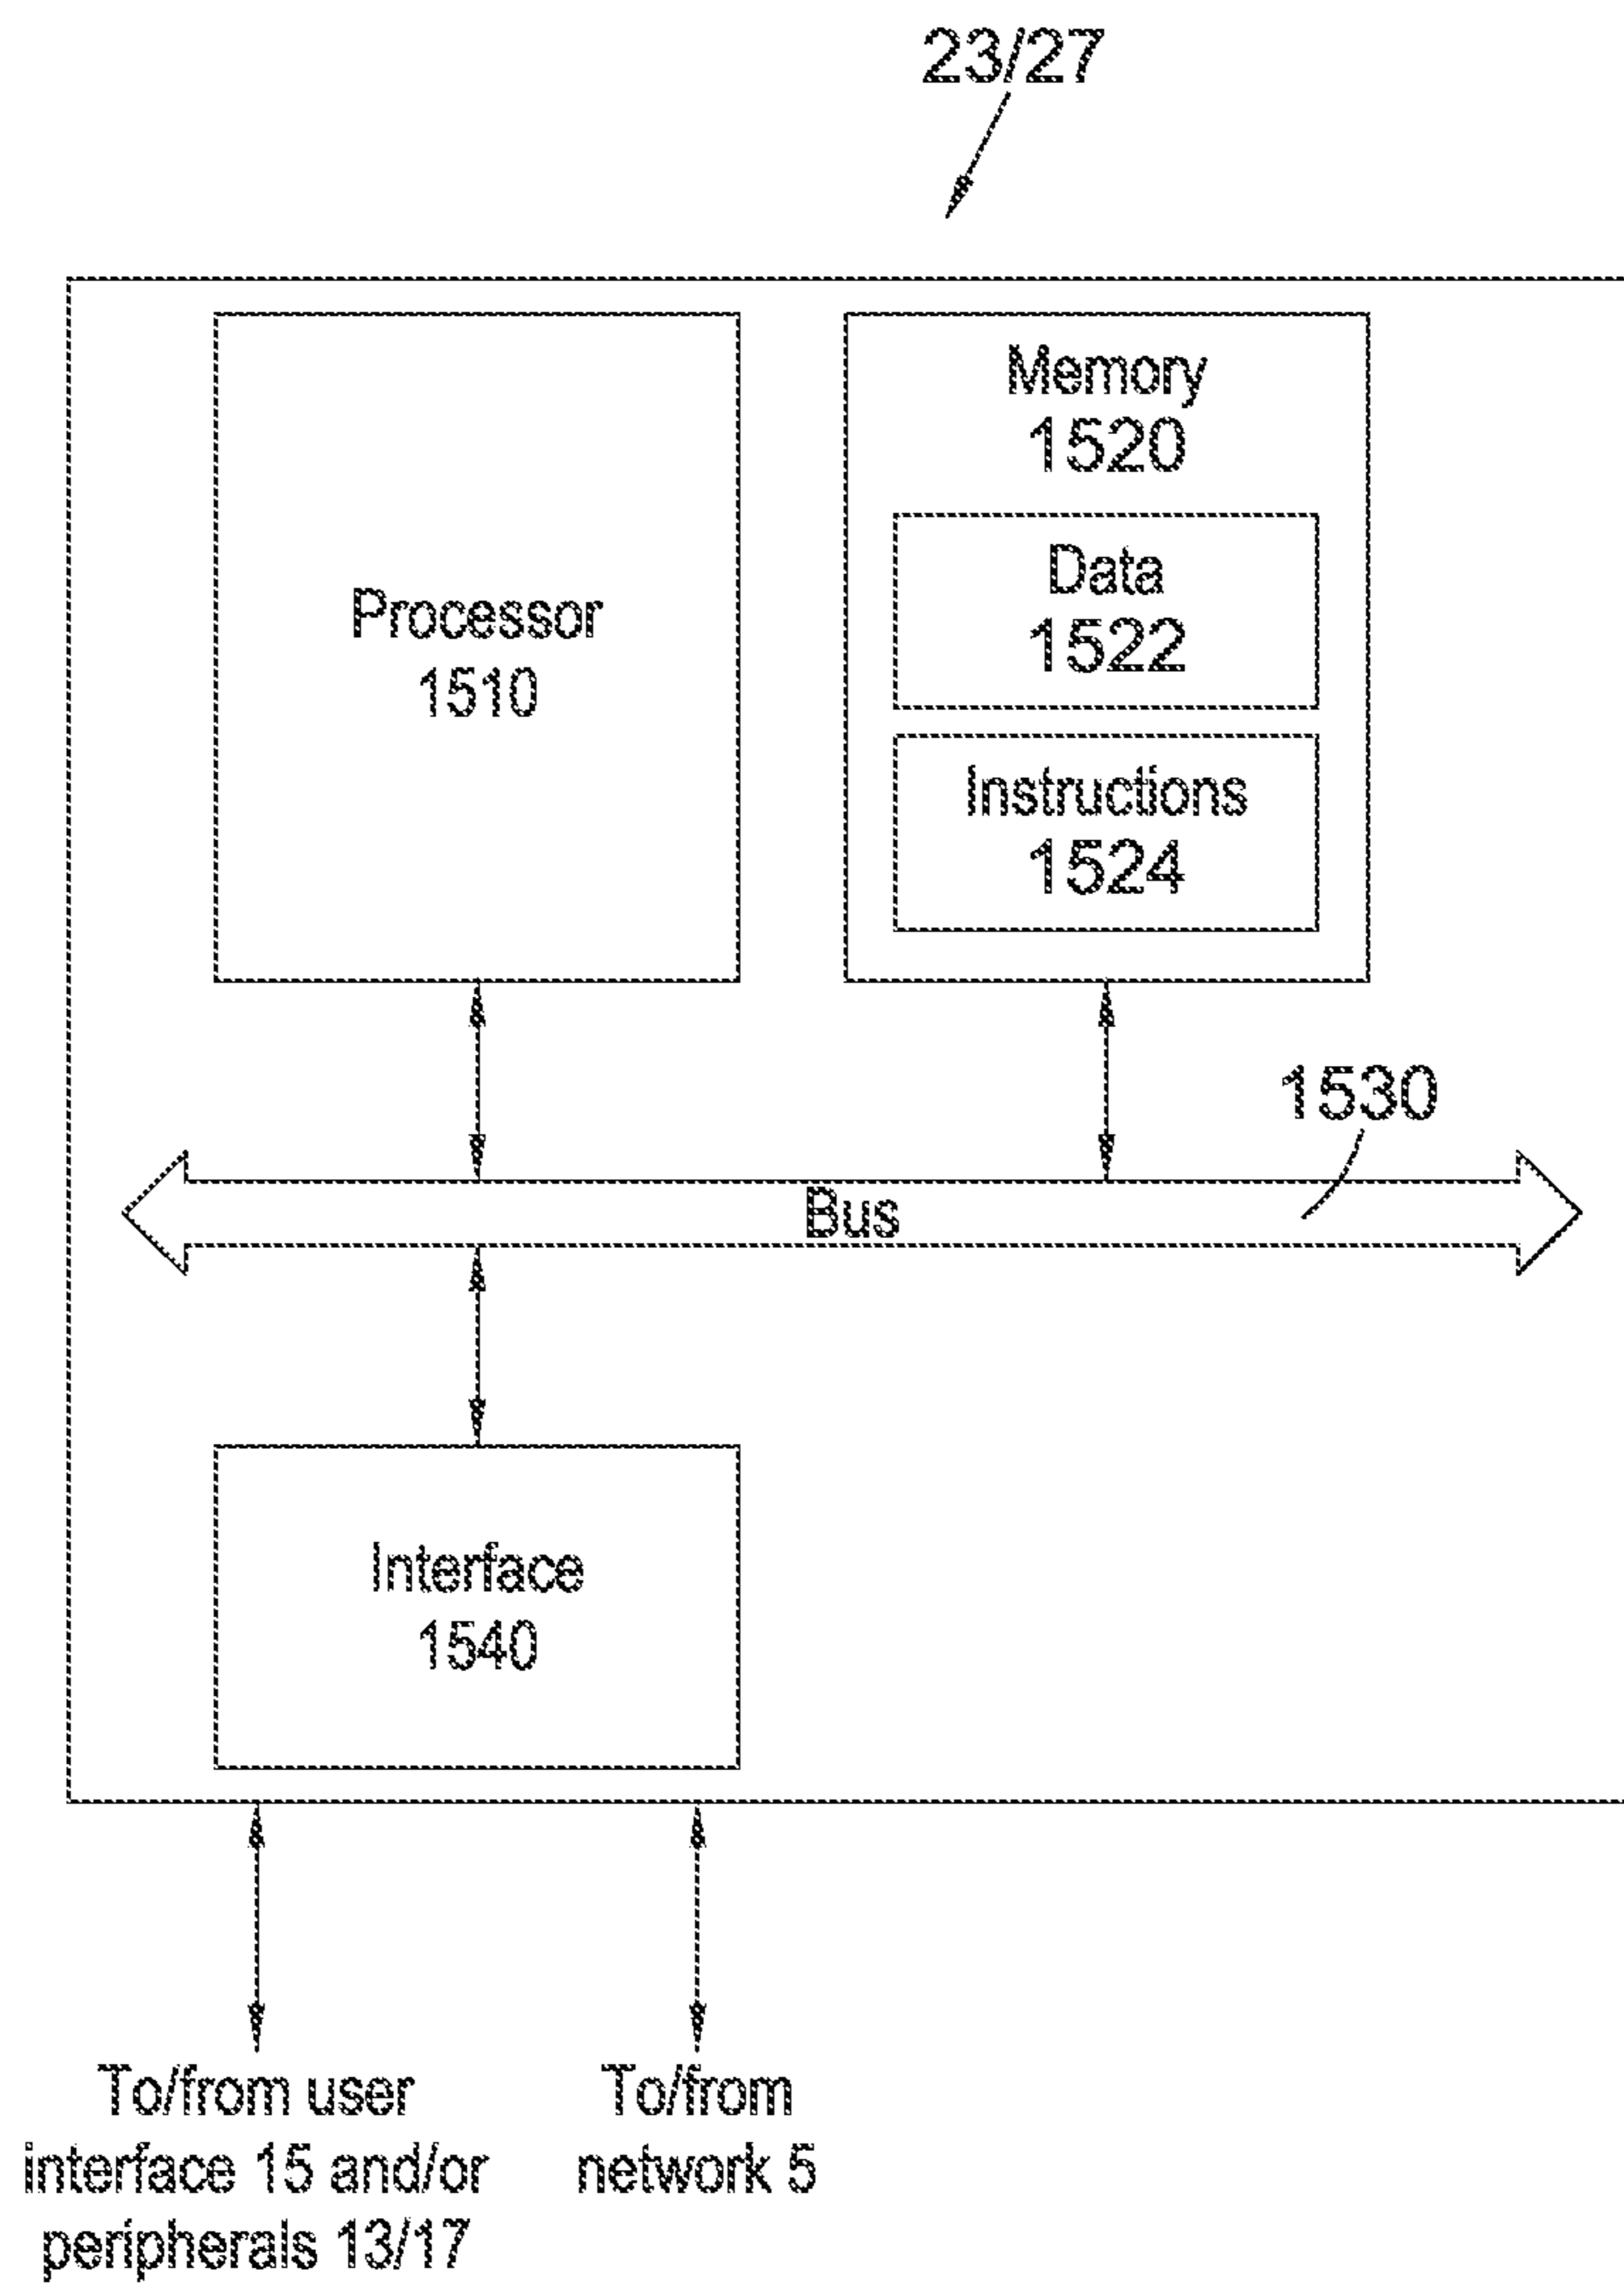 23/27
Processor
1510
Memory
1520
Data
1522
Instructions
1524
1530
Bus
Interface
1540
To/from user
interface 15 and/or
peripherals 13/17
To/from
network 5